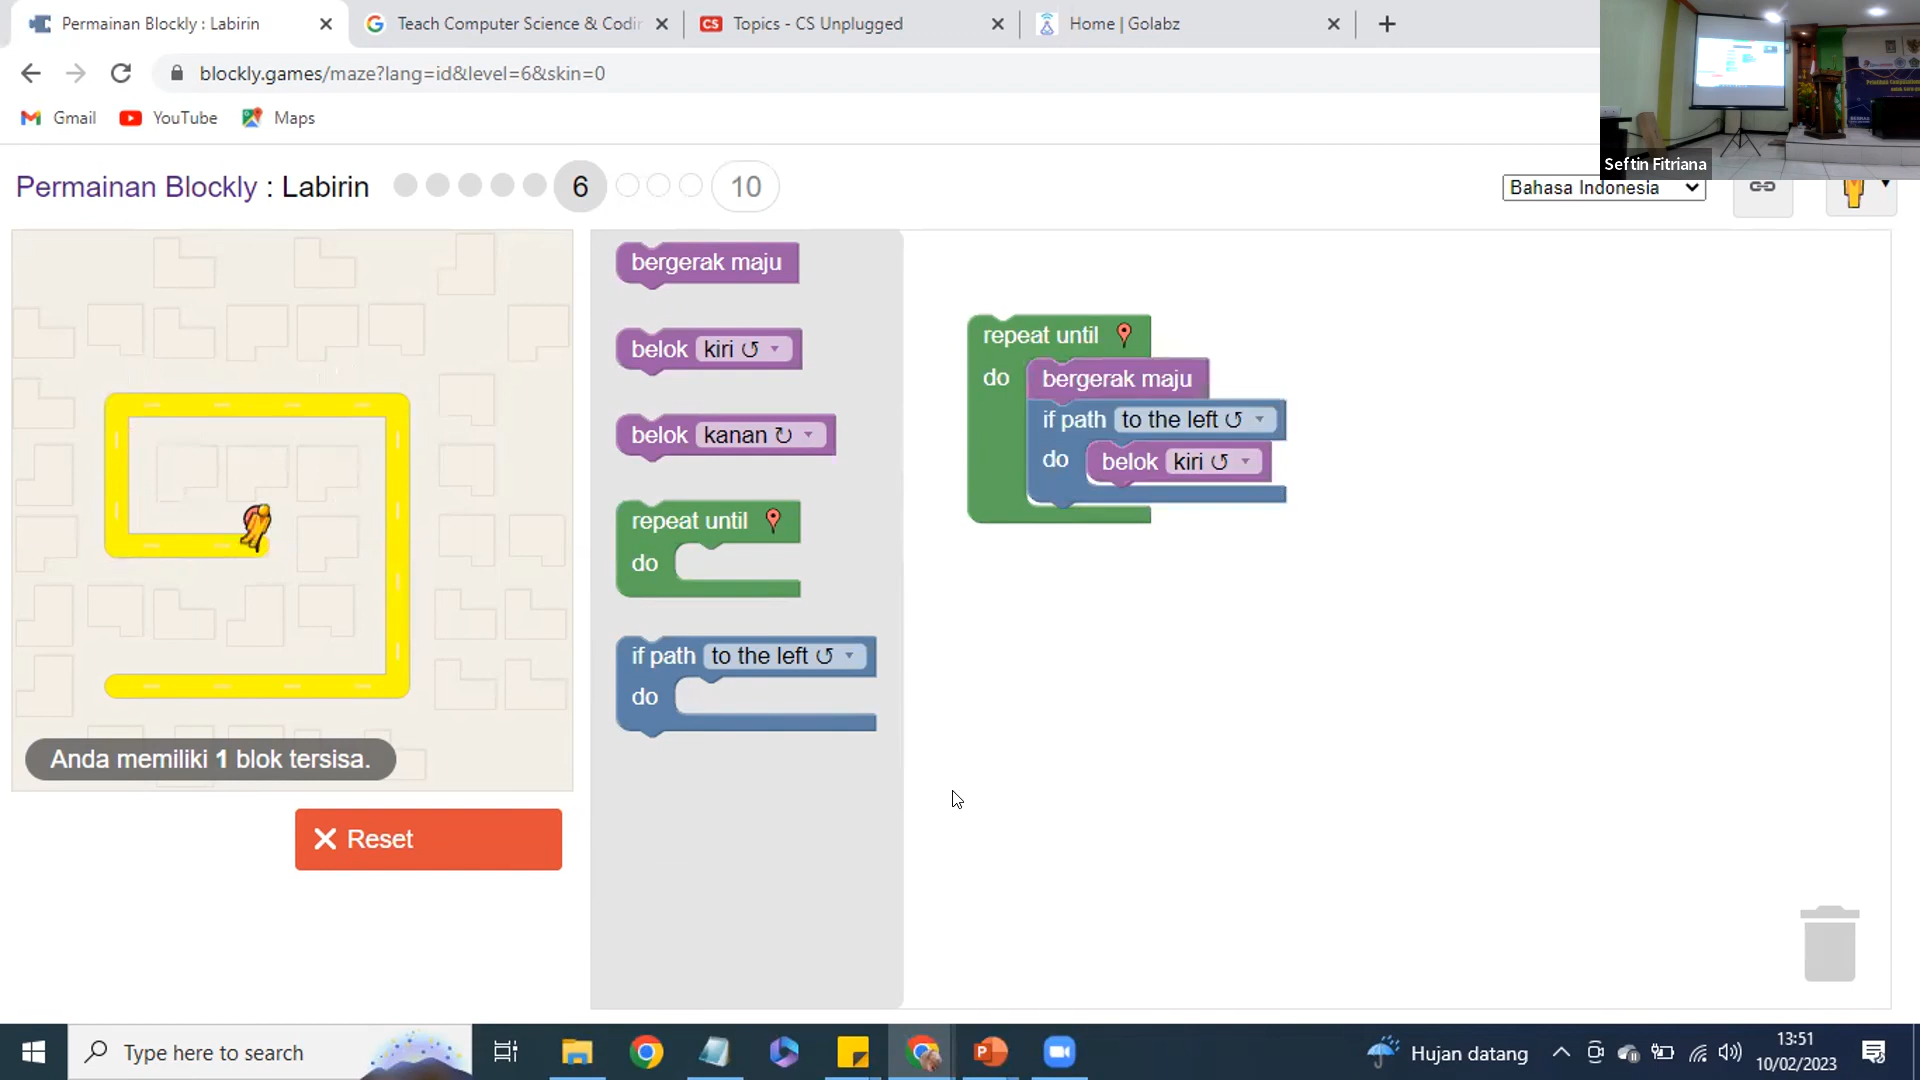 Permainan Blockly : Labirin
Teach Computer Science & Codin
CS
Topics - CS Unplugged
Home | Golabz
blockly.games/maze?lang=id&level=6&skin=0
Gmail
YouTube
Maps
Seftin Fitriana
Permainan Blockly : Labirin
6
10
Bahasa Indonesia
bergerak maju
belok kiri ↺
belok kanan ↻
repeat until
do
if path to the left ↺
do
repeat until
do
bergerak maju
if path to the left ↺
do
belok kiri ↺
Anda memiliki 1 blok tersisa.
Reset
Type here to search
Hujan datang
13:51
10/02/2023